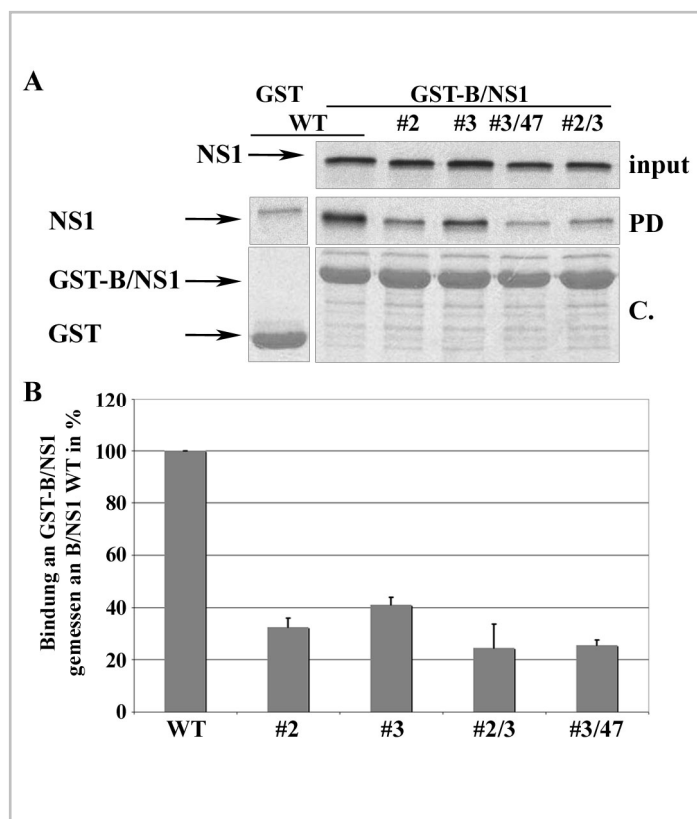 A
GST GST-B/NS1
WT #2 #3 #3/47 #2/3
NS1 input
NS1 PD
GST-B/NS1
C.
GST
B
Bindung an GST-B/NS1
gemessen an B/NS1 WT in %
120
100
80
60
40
20
0
WT #2 #3 #2/3 #3/47